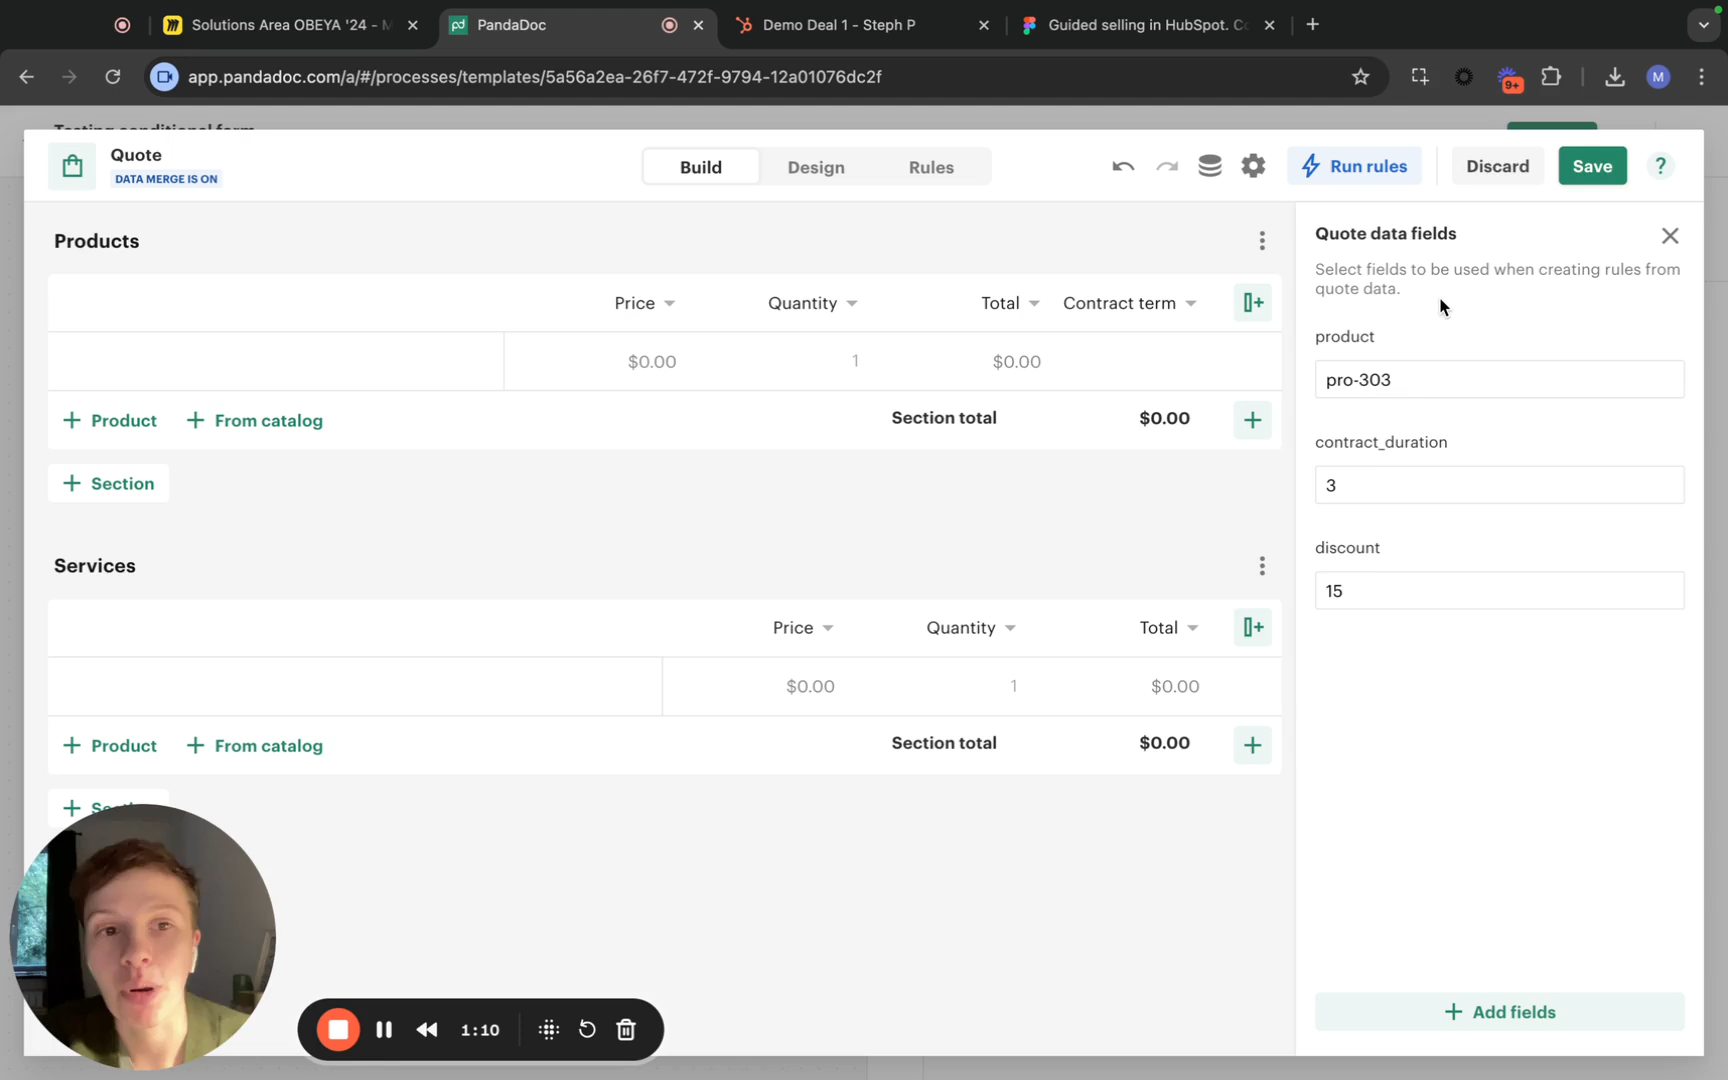 Solutions Area OBEYA '24 - M
PandaDoc
Demo Deal 1 - Steph P
Guided selling in HubSpot. Co
app.pandadoc.com/a/#/processes/templates/5a56a2ea-26f7-472f-9794-12a01076dc2f
9+
M
Testing conditional form
Quote
DATA MERGE IS ON
Build
Design
Rules
Run rules
Discard
Save
?
Products
Price
Quantity
Total
Contract term
$0.00
1
$0.00
+ Product
+ From catalog
Section total
$0.00
+ Section
Services
Price
Quantity
Total
$0.00
1
$0.00
+ Product
+ From catalog
Section total
$0.00
Quote data fields
Select fields to be used when creating rules from
quote data.
product
pro-303
contract_duration
3
discount
15
+ Add fields
1:10